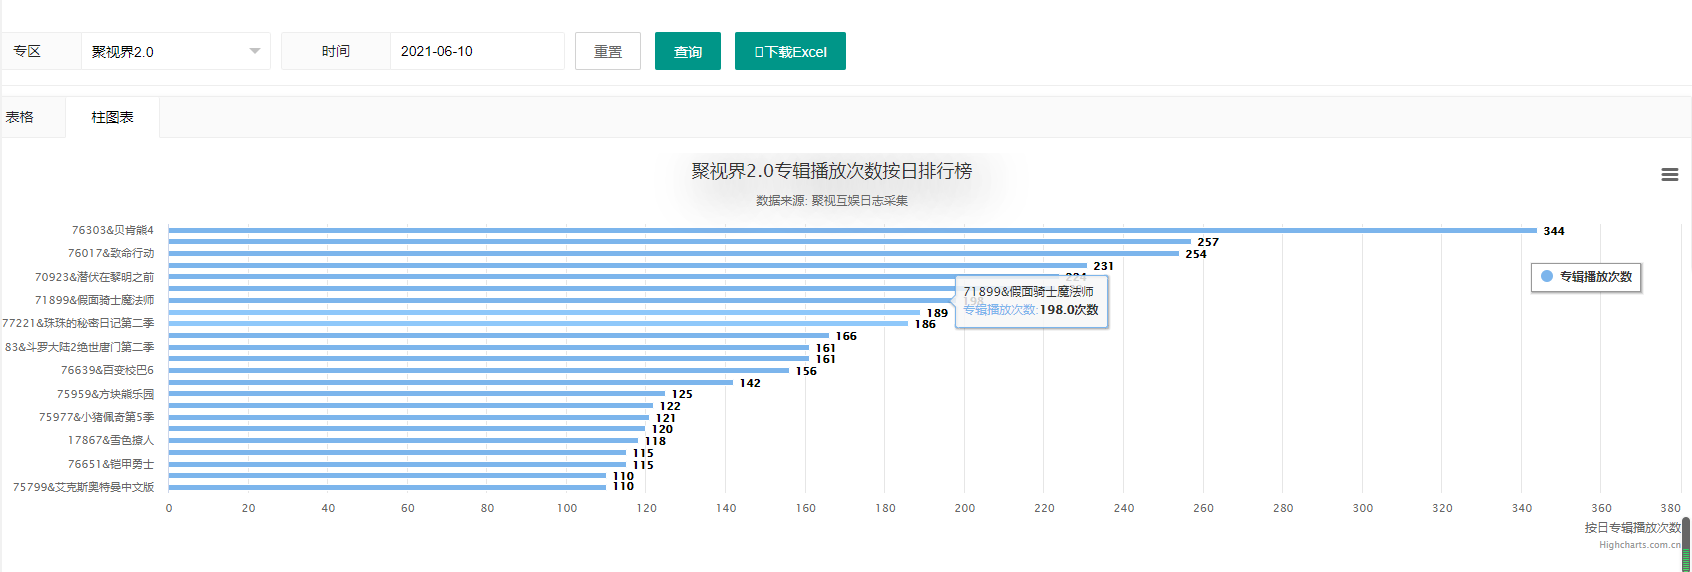 专区
聚视界2.0
时间
2021-06-10
重置
查询
下载Excel
表格
柱图表
聚视界2.0专辑播放次数按日排行榜
数据来源: 聚视互娱日志采集
76303&贝肯熊4
344
257
76017&致命行动
254
231
70923&潜伏在黎明之前
224
71899&假面骑士魔法师
198
71899&假面骑士魔法师
专辑播放次数:198.0次数
专辑播放次数
189
77221&珠珠的秘密日记第二季
186
166
83&斗罗大陆2绝世唐门第二季
161
161
76639&百变校巴6
156
142
75959&方块熊乐园
125
122
75977&小猪佩奇第5季
121
120
17867&雪色撩人
118
115
76651&铠甲勇士
115
110
75799&艾克斯奥特曼中文版
110
0 20 40 60 80 100 120 140 160 180 200 220 240 260 280 300 320 340 360 380
按日专辑播放次数
Highcharts.com.cn